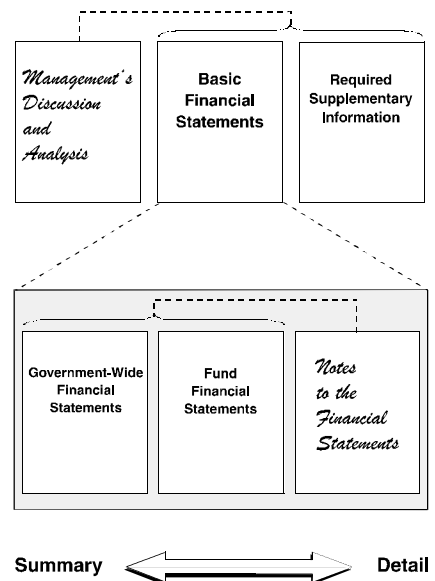 Management's
Discussion
and
Analysis
Basic
Financial
Statements
Required
Supplementary
Information
Government-Wide
Financial
Statements
Fund
Financial
Statements
Notes
to the
Financial
Statements
Summary
Detail